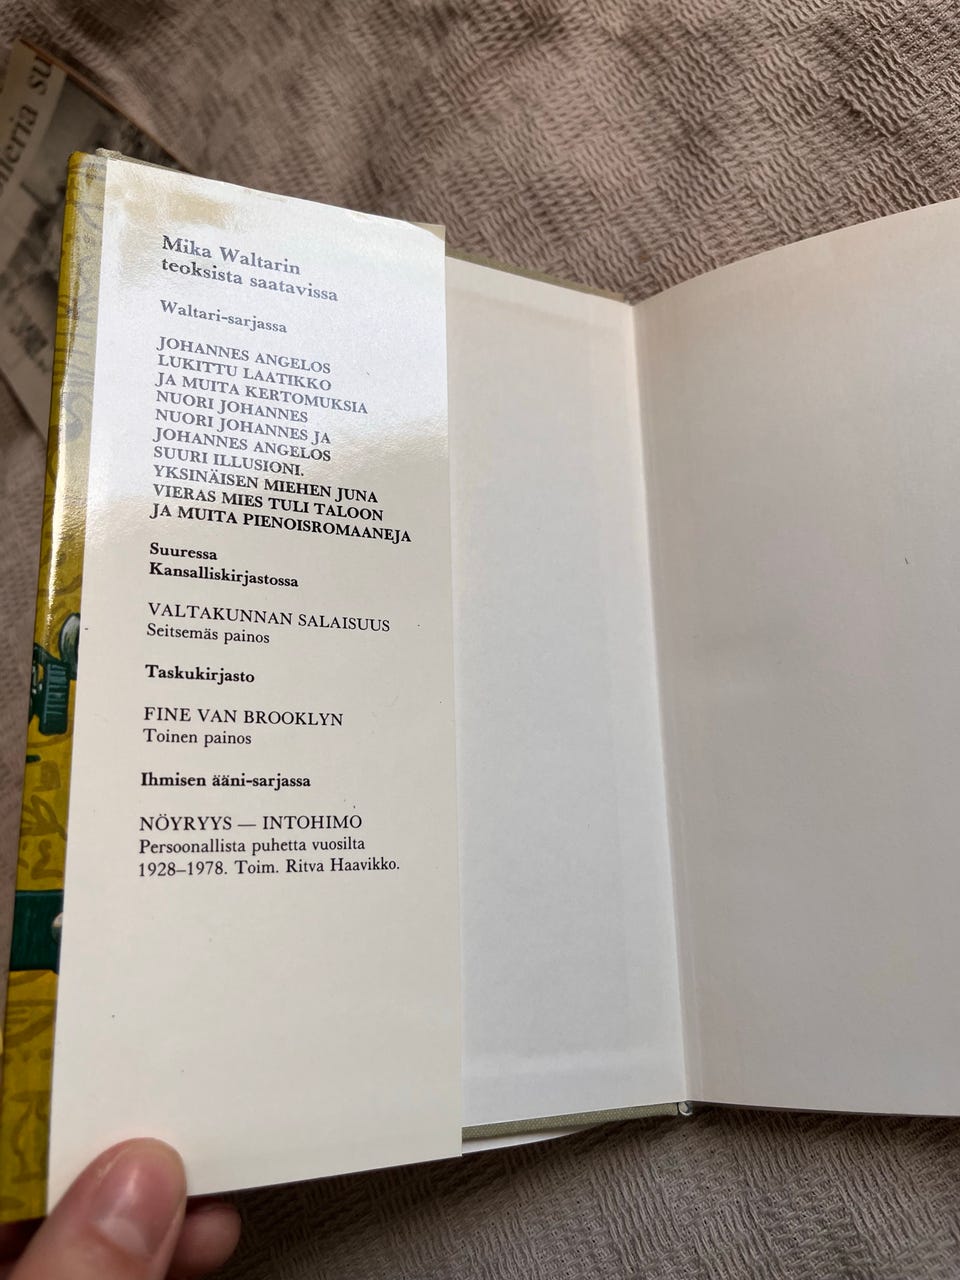 Mika Waltarin
teoksista saatavissa
Waltari-sarjassa
JOHANNES ANGELOS
LUKITTU LAATIKKO
JA MUITA KERTOMUKSIA
NUORI JOHANNES
NUORI JOHANNES JA
JOHANNES ANGELOS
SUURI ILLUSIONI.
YKSINÄISEN MIEHEN JUNA
VIERAS MIES TULI TALOON
JA MUITA PIENOISROMAANEJA
Suuressa
Kansalliskirjastossa
VALTAKUNNAN SALAISUUS
Seitsemäs painos
Taskukirjasto
FINE VAN BROOKLYN
Toinen painos
Ihmisen ääni-sarjassa
NÖYRYYS — INTOHIMO
Persoonallista puhetta vuosilta
1928–1978. Toim. Ritva Haavikko.